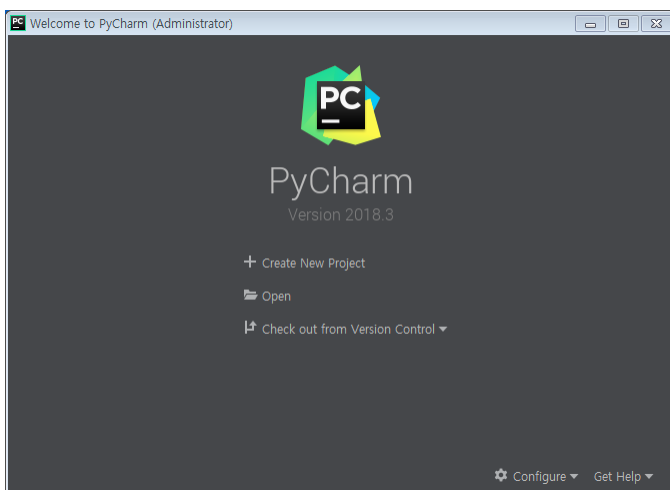 PC Welcome to PyCharm (Administrator)
PC
PyCharm
Version 2018.3
Create New Project
Open
Check out from Version Control
Configure Get Help